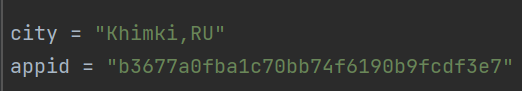 city = "Khimki,RU"
appid = "b3677a0fba1c70bb74f6190b9fcdf3e7"